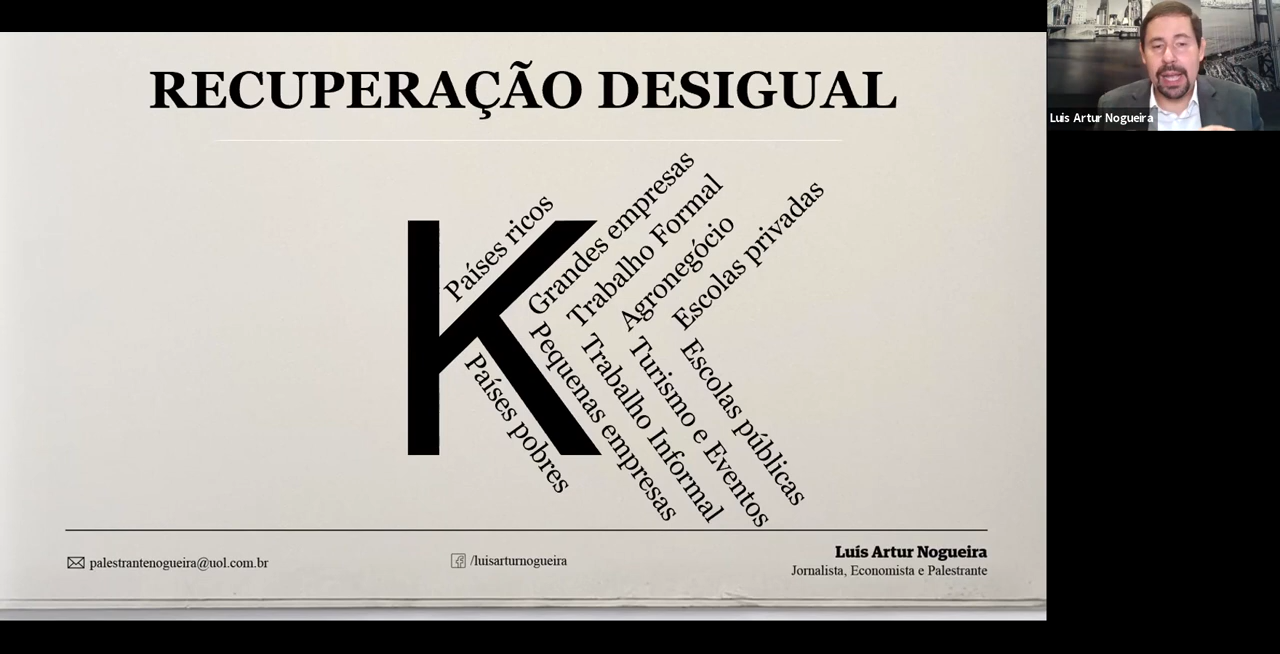 RECUPERAÇÃO DESIGUAL
K
Países ricos
Grandes empresas
Trabalho Formal
Agronegócio
Escolas privadas
Países pobres
Pequenas empresas
Trabalho Informal
Turismo e Eventos
Escolas públicas
palestrantenogueira@uol.com.br
/luisarturnogueira
Luís Artur Nogueira
Jornalista, Economista e Palestrante
Luis Artur Nogueira